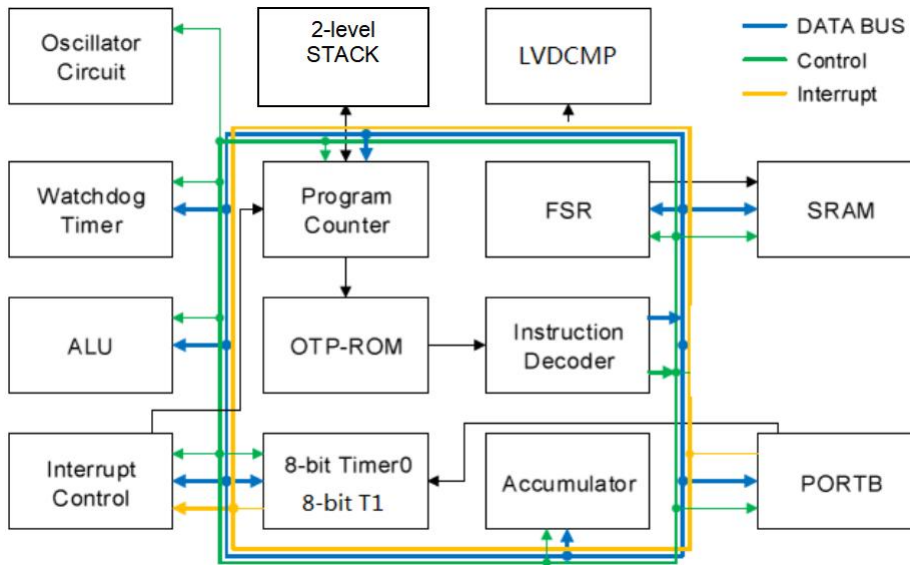 Oscillator
Circuit
2-level
STACK
LVDCMP
DATA BUS
Control
Interrupt
Watchdog
Timer
Program
Counter
FSR
SRAM
ALU
OTP-ROM
Instruction
Decoder
Interrupt
Control
8-bit Timer0
8-bit T1
Accumulator
PORTB